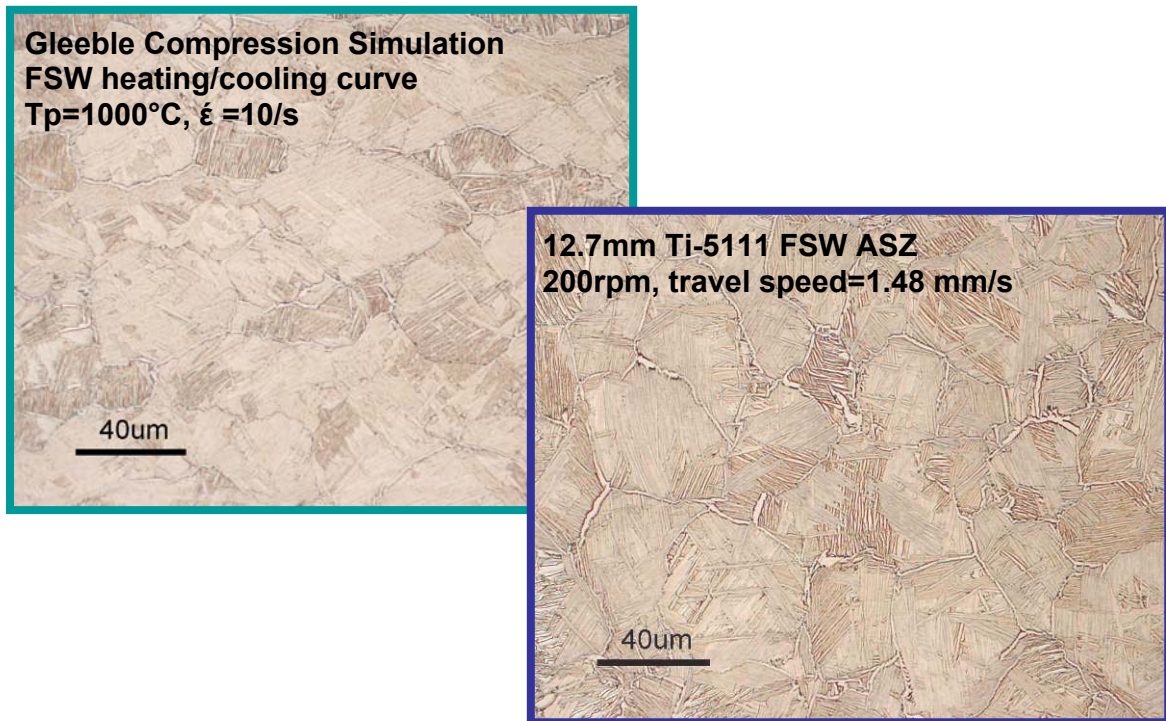 Gleeble Compression Simulation
FSW heating/cooling curve
Tp=1000°C, έ =10/s
40um
12.7mm Ti-5111 FSW ASZ
200rpm, travel speed=1.48 mm/s
40um